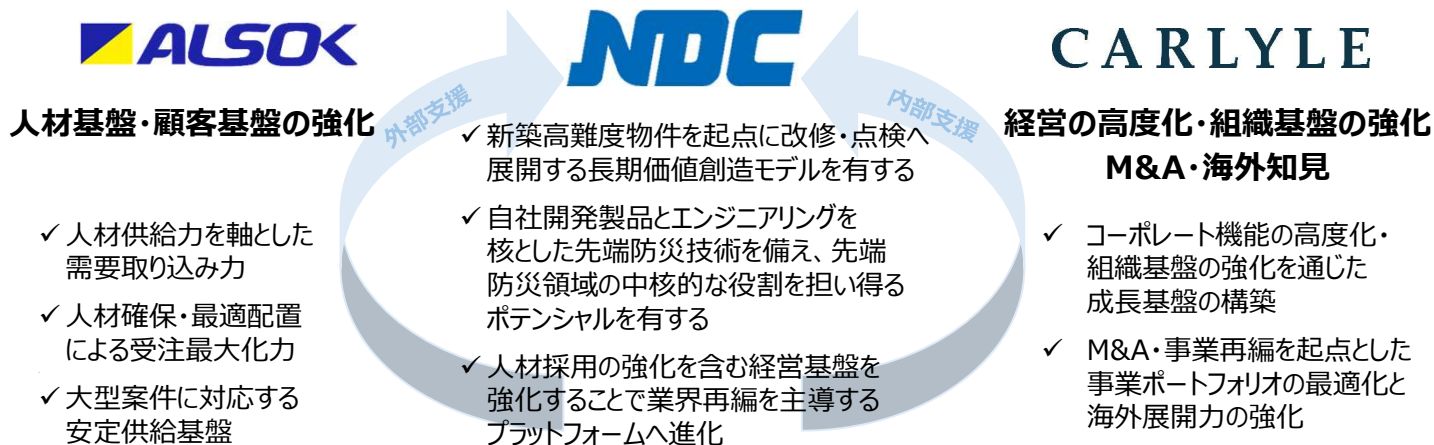 ALSOK
人材基盤・顧客基盤の強化
✓ 人材供給力を軸とした
需要取り込み力
✓ 人材確保・最適配置
による受注最大化力
✓ 大型案件に対応する
安定供給基盤
外部支援
NDC
内部支援
✓ 新築高難度物件を起点に改修・点検へ
展開する長期価値創造モデルを有する
✓ 自社開発製品とエンジニアリングを
核とした先端防災技術を備え、先端
防災領域の中核的な役割を担い得る
ポテンシャルを有する
✓ 人材採用の強化を含む経営基盤を
強化することで業界再編を主導する
プラットフォームへ進化
CARLYLE
経営の高度化・組織基盤の強化
M&A・海外知見
✓ コーポレート機能の高度化・
組織基盤の強化を通じた
成長基盤の構築
✓ M&A・事業再編を起点とした
事業ポートフォリオの最適化と
海外展開力の強化